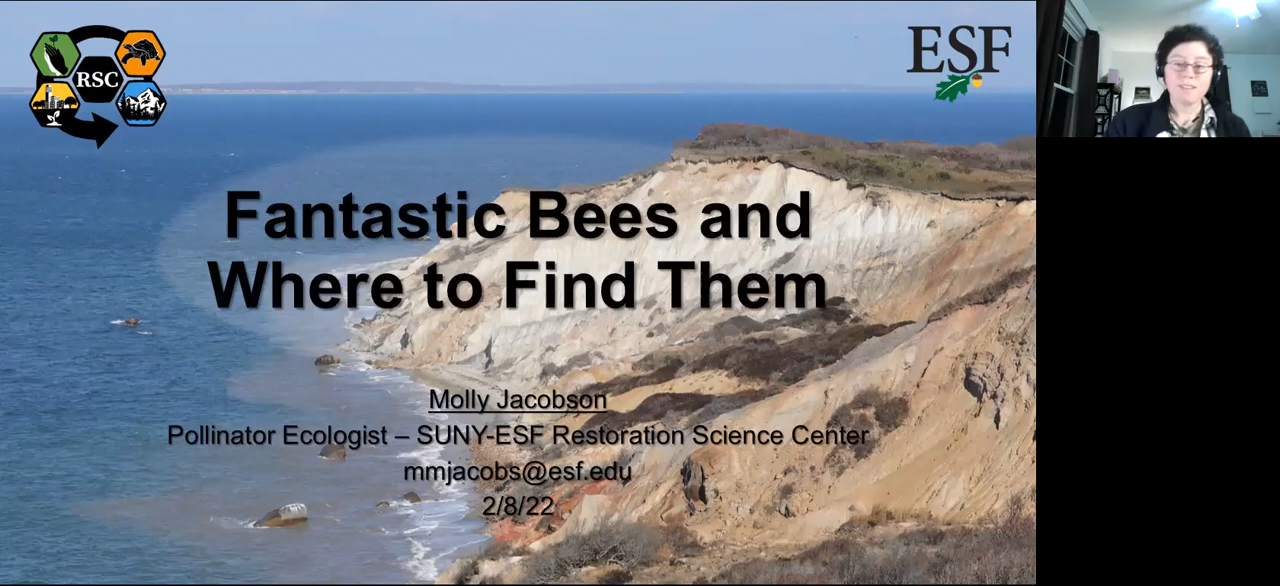 RSC
ESF
Fantastic Bees and
Where to Find Them
Molly Jacobson
Pollinator Ecologist – SUNY-ESF Restoration Science Center
mmjacobs@esf.edu
2/8/22